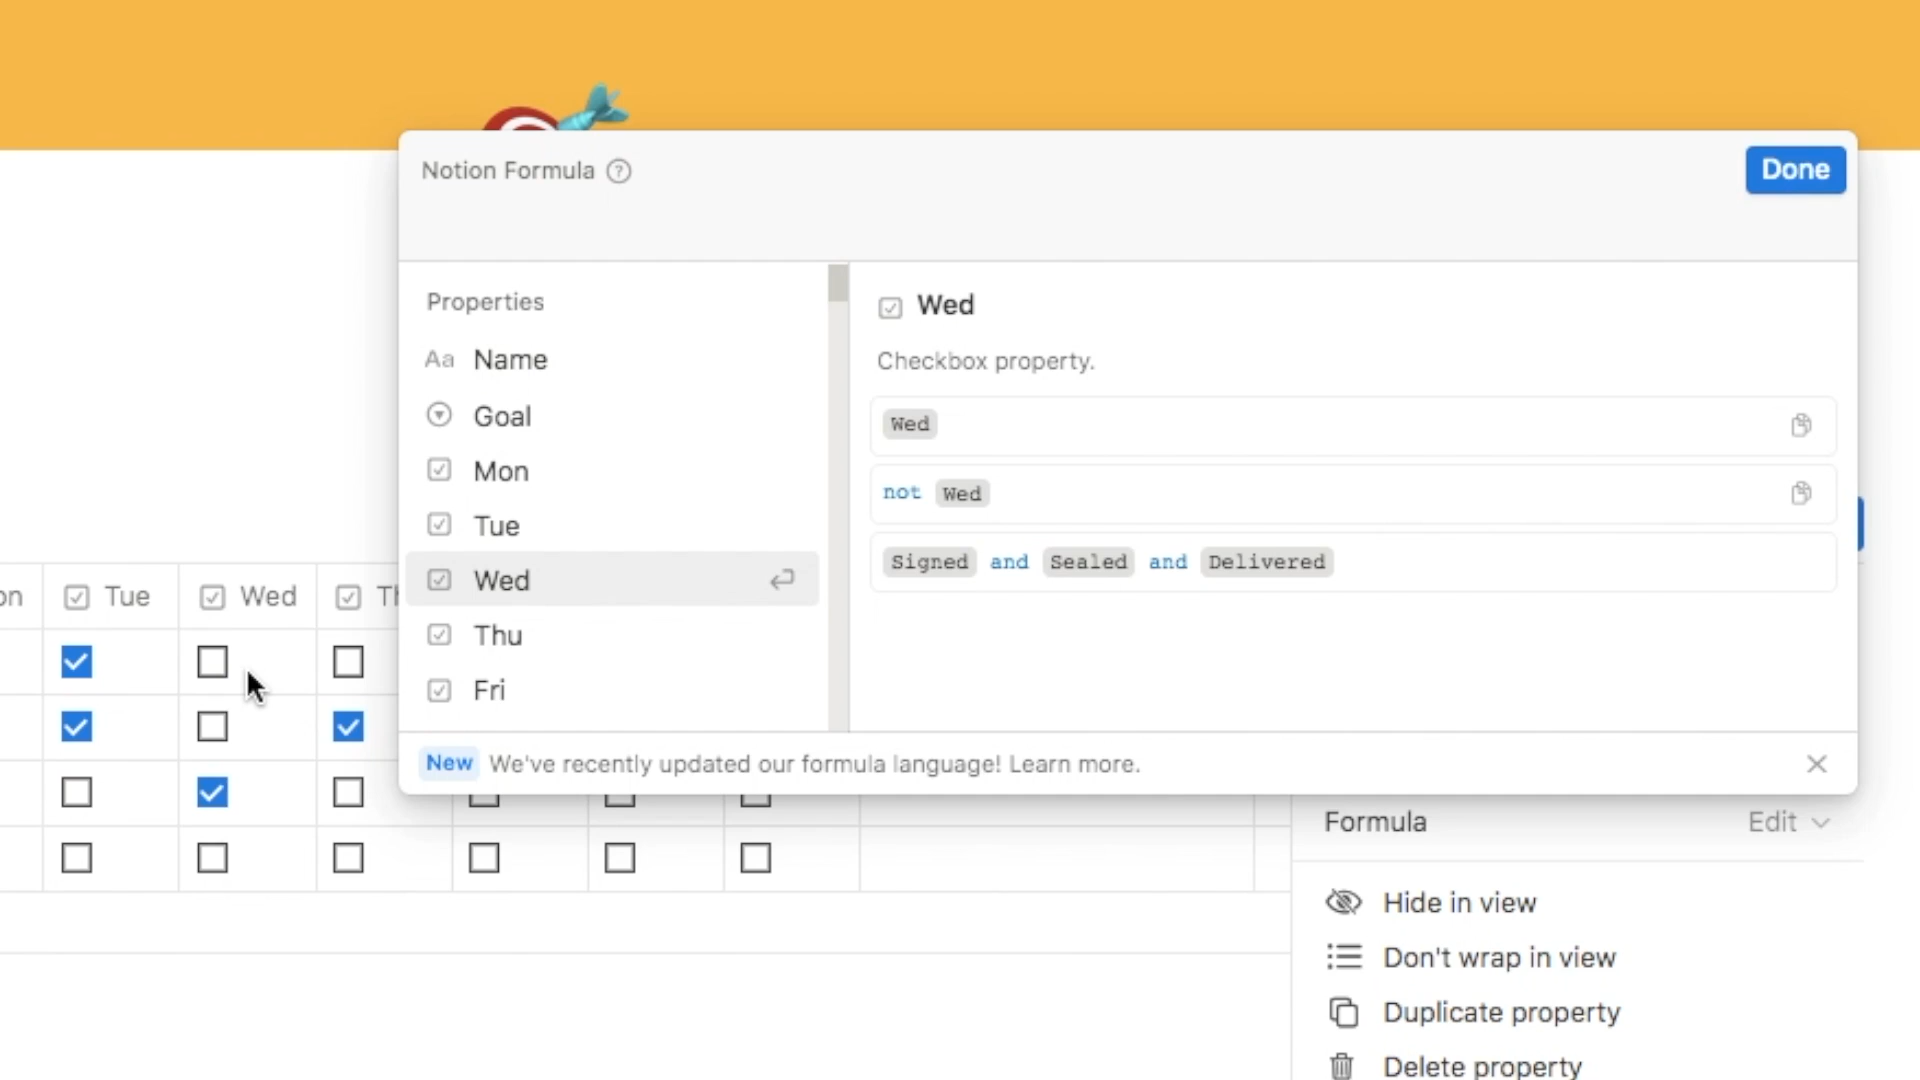 Notion Formula ?
Done
Properties
Aa Name
Goal
Mon
Tue
Wed
Thu
Fri
Wed
Checkbox property.
Wed
not Wed
Signed and Sealed and Delivered
New We've recently updated our formula language! Learn more.
Tue Wed
Formula Edit
Hide in view
Don't wrap in view
Duplicate property
Delete property